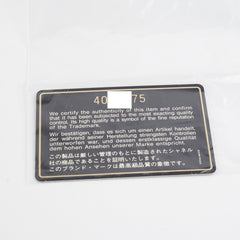 40 75
We certify the authenticity of this item and confirm
that it has been subjected to the most exacting quality
control. Its high quality is a symbol of the fine reputation
of the Trademark.
Wir bestätigen, dass es sich um einen Artikel handelt,
der während seiner Herstellung strengsten Kontrollen
unterworfen war, und dessen erstklassige Qualität
dem hohen Ansehen unserer Marke entspricht.
この製品は厳しい管理のもとに製造されたシャネル
社の商品であることを証明いたします。
このブランド・マークは最高級品質の象徴です。